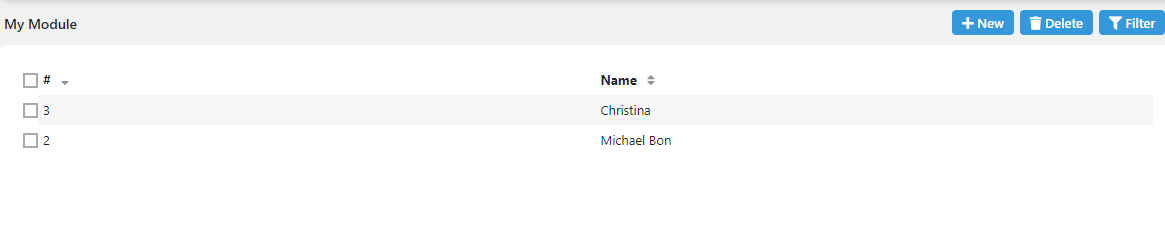 My Module
New Delete Filter
# Name
3 Christina
2 Michael Bon